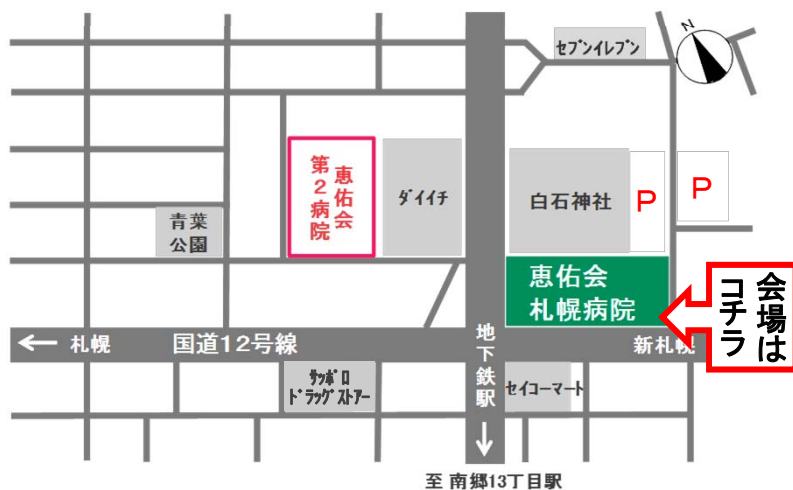 セブンイレブン
N
恵佑会
第2病院
ダイイチ
白石神社
P
P
青葉
公園
恵佑会
札幌病院
会場は
コチラ
← 札幌
国道12号線
地下鉄駅
新札幌
サッポロ
ドラッグストアー
セイコーマート
至 南郷13丁目駅